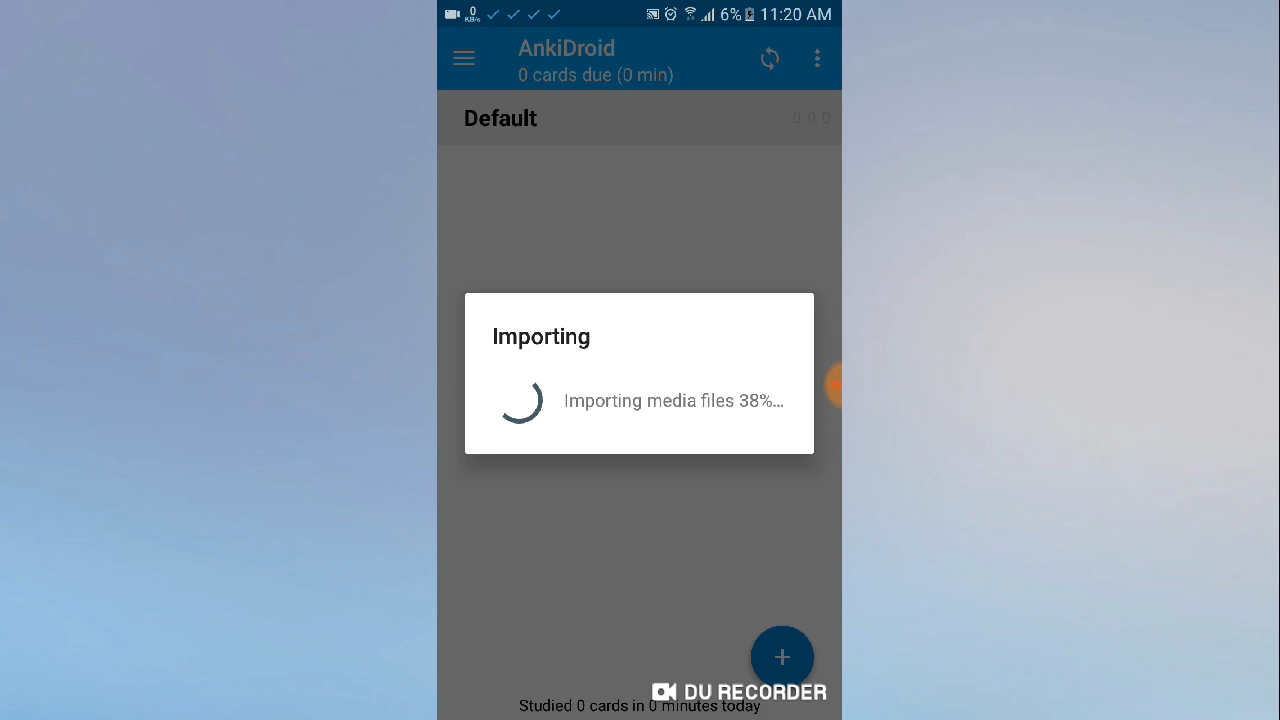 0 KB/s 6% 11:20 AM
AnkiDroid
0 cards due (0 min)
Default 0 0 0
Importing
Importing media files 38%...
+
DU RECORDER
Studied 0 cards in 0 minutes today